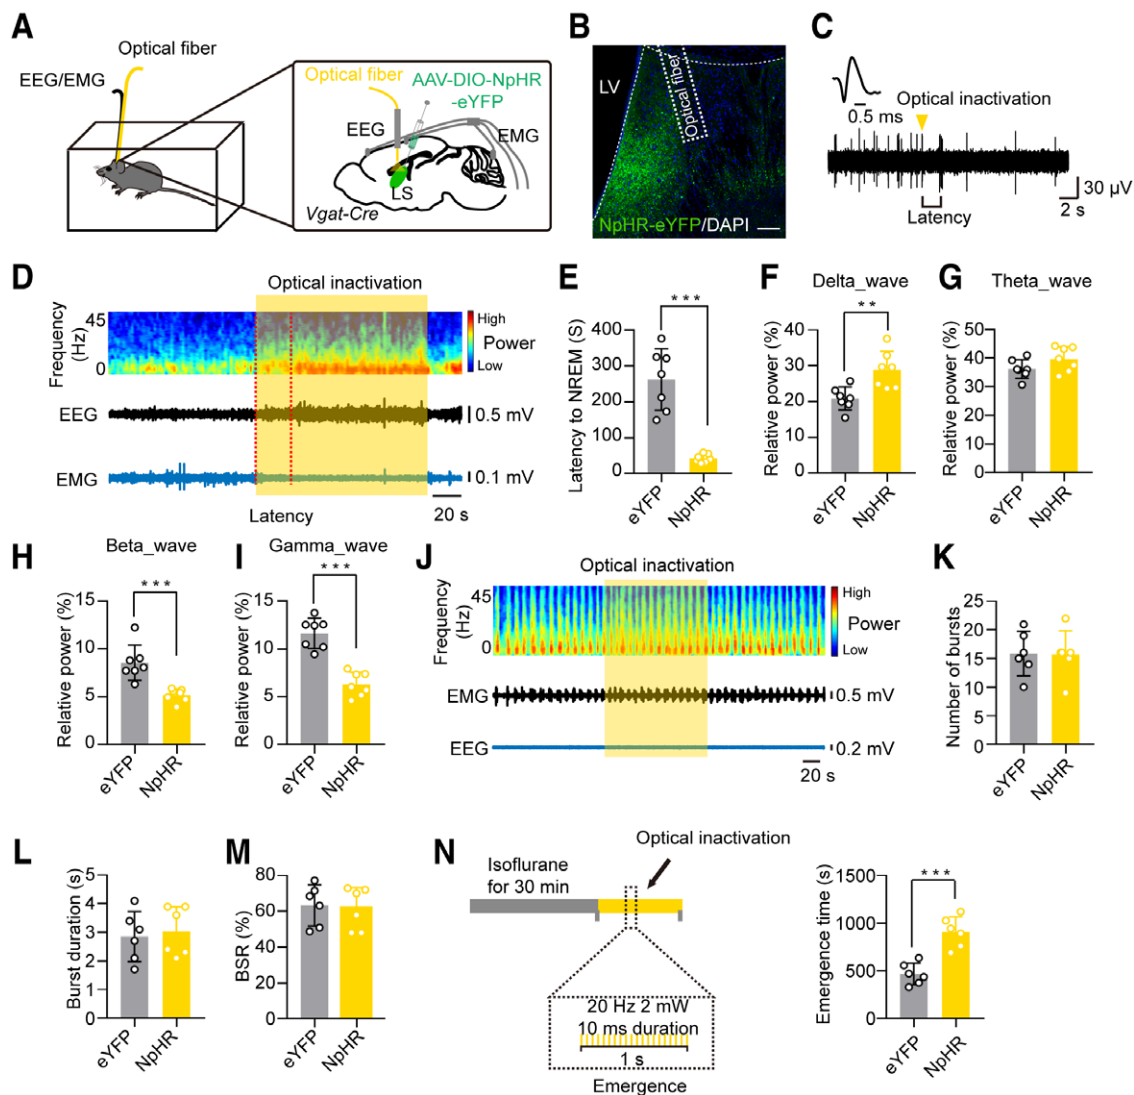 A
Optical fiber
EEG/EMG
Optical fiber
AAV-DIO-NpHR
-eYFP
EEG
EMG
LS
Vgat-Cre
B
LV
Optical fiber
NpHR-eYFP/DAPI
C
0.5 ms
Optical inactivation
30 μV
2 s
Latency
D
Optical inactivation
Frequency
(Hz)
45
0
High
Power
Low
EEG
0.5 mV
EMG
0.1 mV
Latency
20 s
E
***
Latency to NREM (S)
400
300
200
100
0
eYFP
NpHR
F
Delta_wave
**
Relative power (%)
40
30
20
10
0
eYFP
NpHR
G
Theta_wave
Relative power (%)
50
40
30
20
10
0
eYFP
NpHR
H
Beta_wave
***
Relative power (%)
15
10
5
0
eYFP
NpHR
I
Gamma_wave
***
Relative power (%)
15
10
5
0
eYFP
NpHR
J
Optical inactivation
Frequency
(Hz)
45
0
High
Power
Low
EMG
0.5 mV
EEG
0.2 mV
20 s
K
Number of bursts
25
20
15
10
5
0
eYFP
NpHR
L
Burst duration (s)
5
4
3
2
1
0
eYFP
NpHR
M
BSR (%)
80
60
40
20
0
eYFP
NpHR
N
Optical inactivation
Isoflurane
for 30 min
20 Hz 2 mW
10 ms duration
1 s
Emergence
***
Emergence time (s)
1500
1000
500
0
eYFP
NpHR